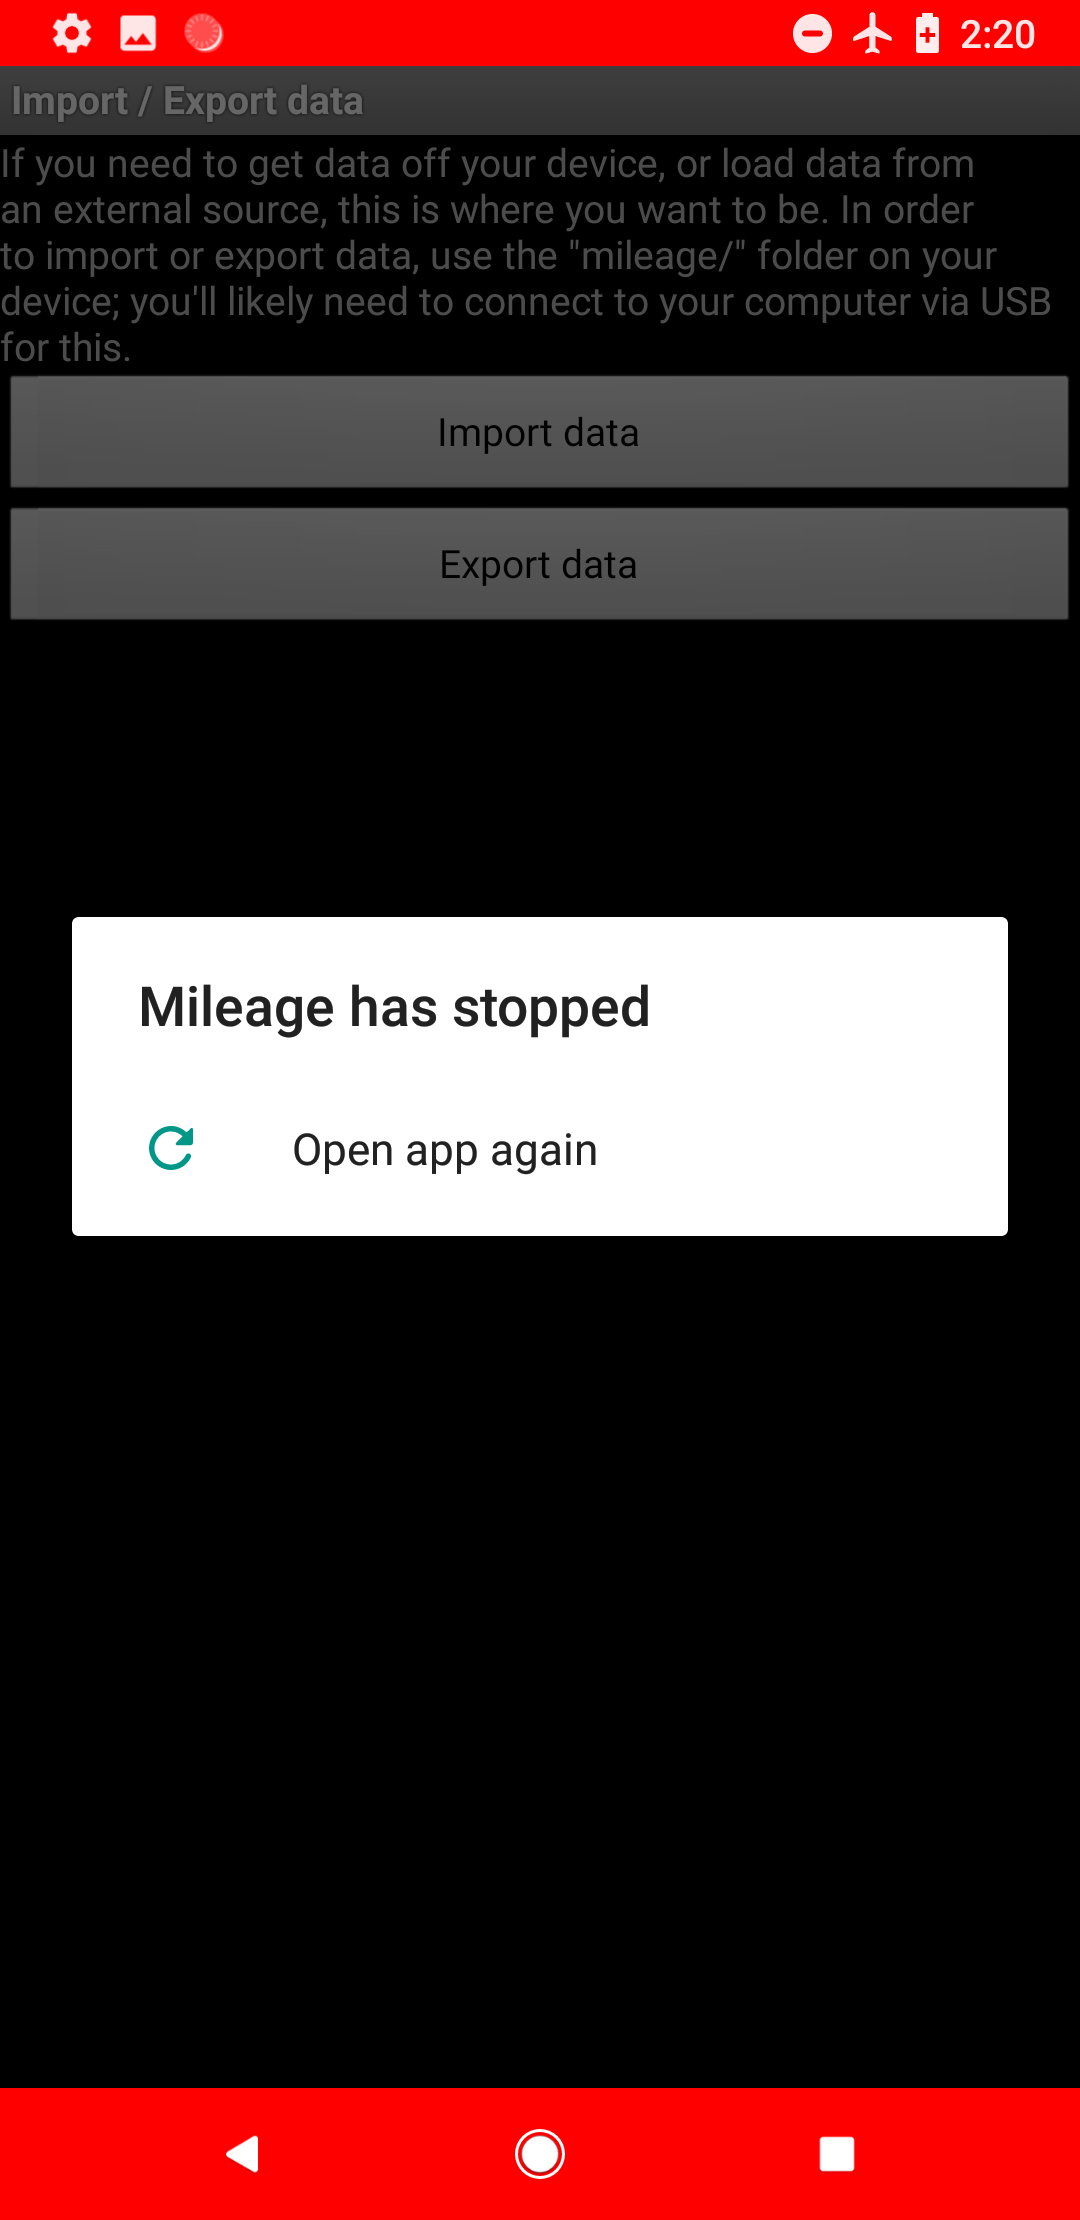 2:20
Import / Export data
If you need to get data off your device, or load data from
an external source, this is where you want to be. In order
to import or export data, use the "mileage/" folder on your
device; you'll likely need to connect to your computer via USB
for this.
Import data
Export data
Mileage has stopped
Open app again